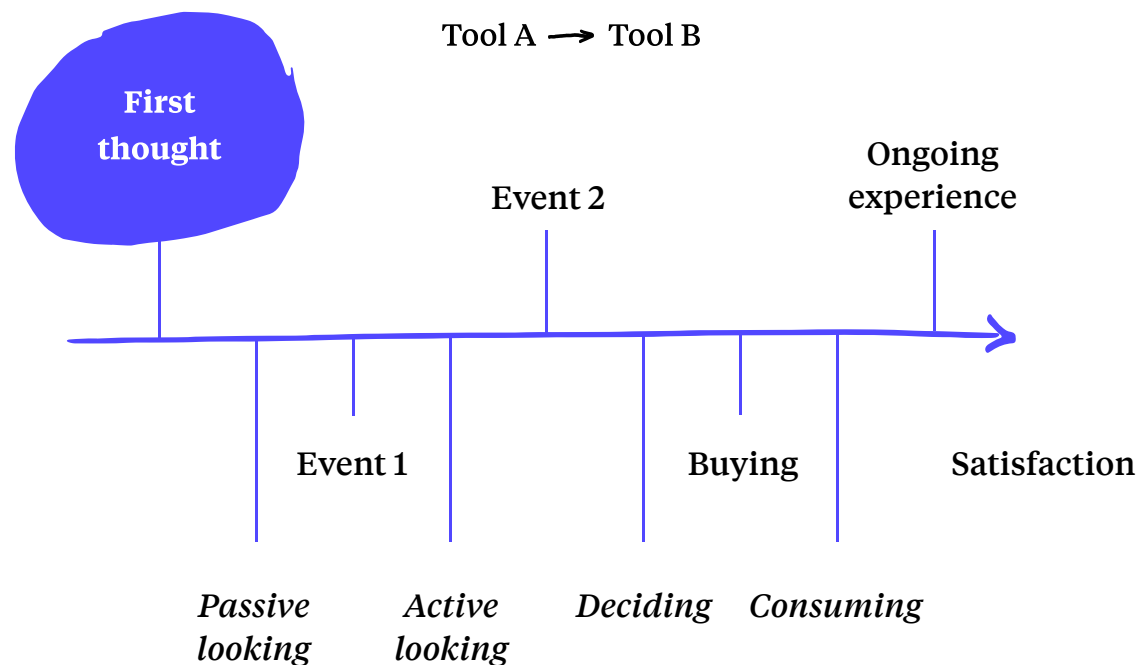 Tool A → Tool B
First
thought
Ongoing
experience
Event 2
Event 1
Buying
Satisfaction
Passive
looking
Active
looking
Deciding
Consuming